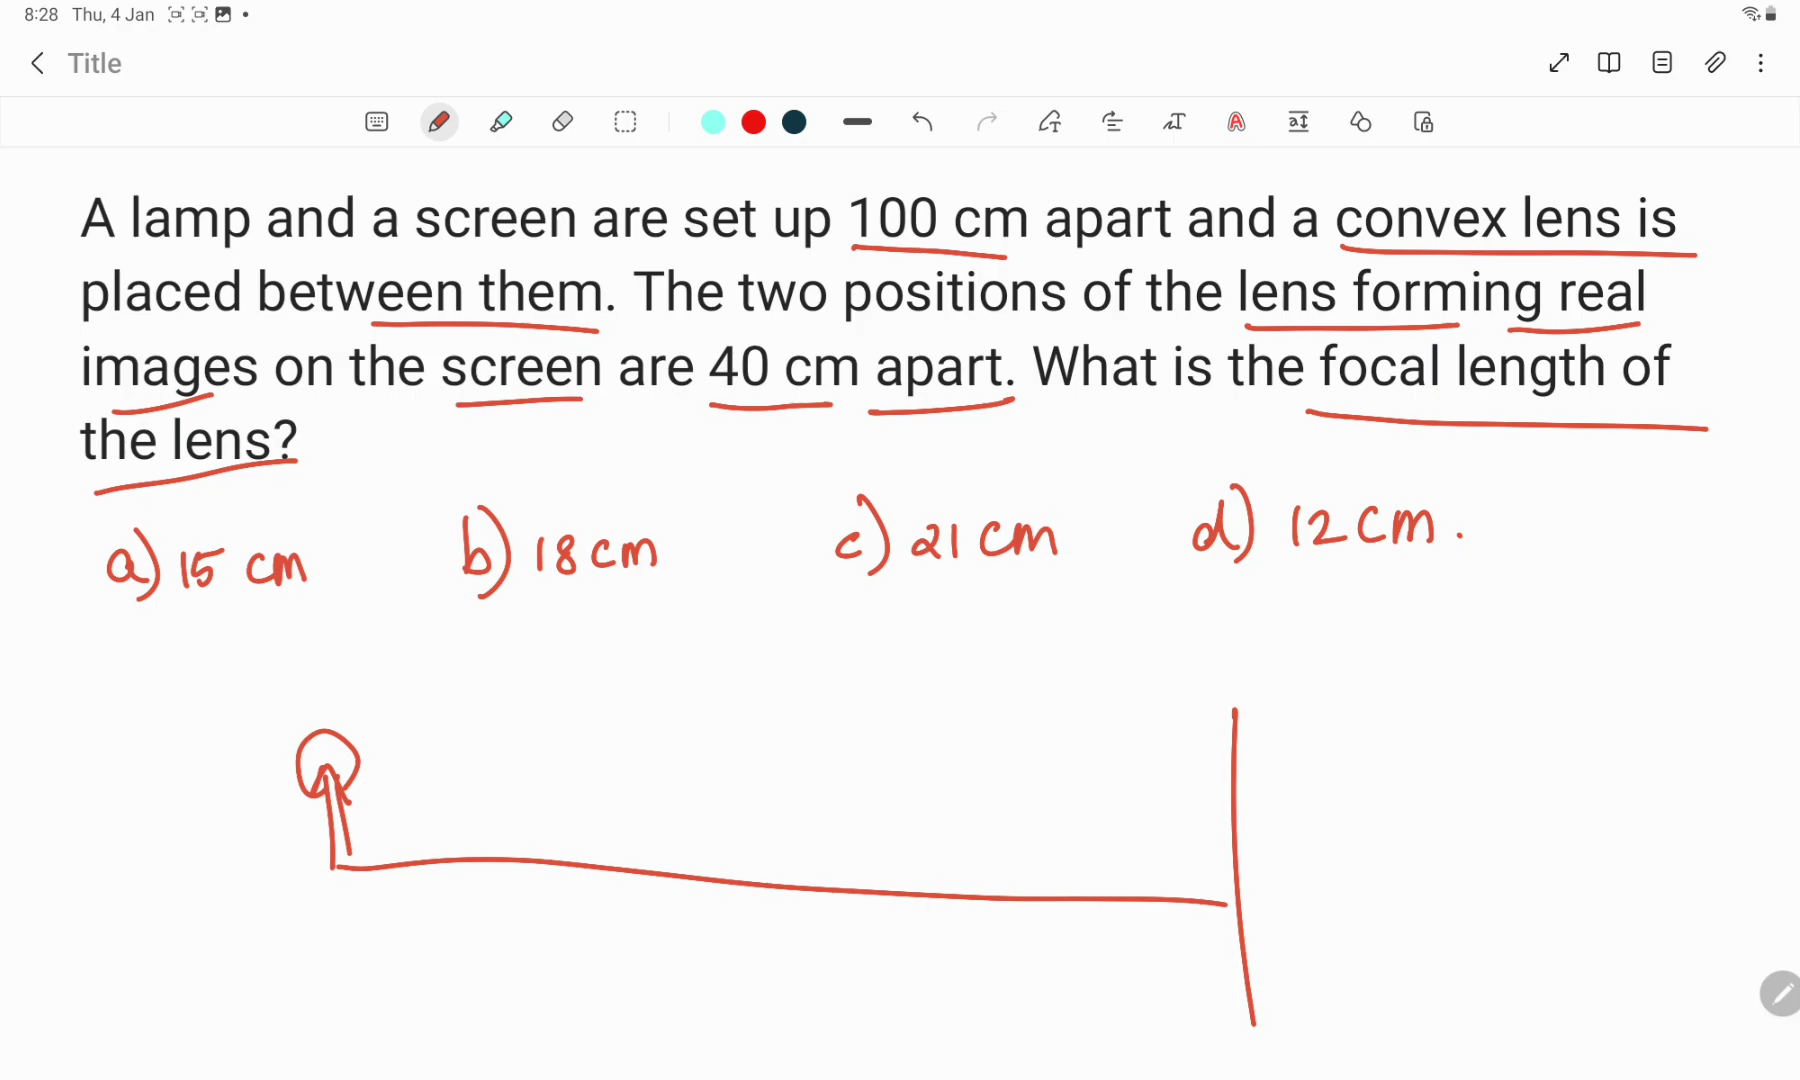 8:28 Thu, 4 Jan
Title
A lamp and a screen are set up 100 cm apart and a convex lens is
placed between them. The two positions of the lens forming real
images on the screen are 40 cm apart. What is the focal length of
the lens?
a) 15 cm b) 18 cm c) 21 cm d) 12 cm.